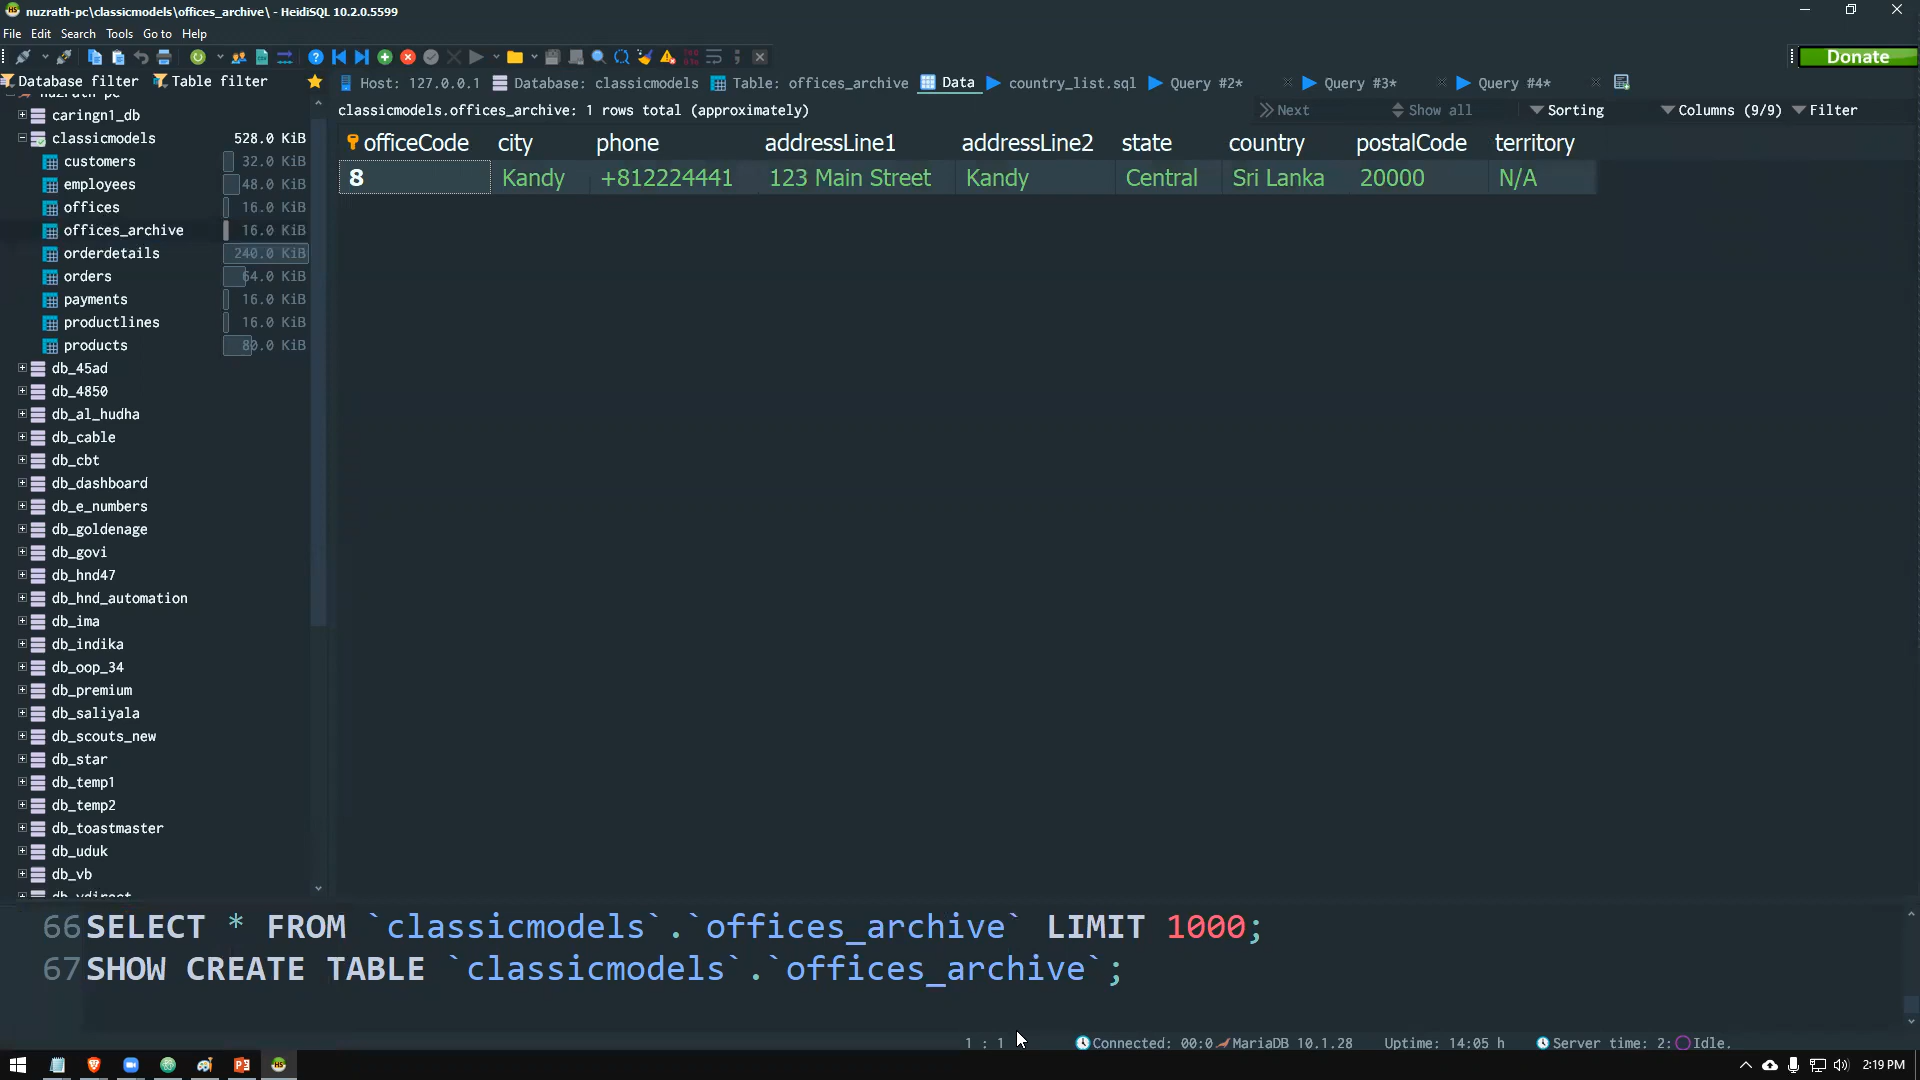 nuzrath-pc\classicmodels\offices_archive\ - HeidiSQL 10.2.0.5599
File Edit Search Tools Go to Help
Donate
Database filter Table filter
Host: 127.0.0.1 Database: classicmodels Table: offices_archive Data country_list.sql Query #2* Query #3* Query #4*
classicmodels.offices_archive: 1 rows total (approximately) Next Show all Sorting Columns (9/9) Filter
officeCode city phone addressLine1 addressLine2 state country postalCode territory
8 Kandy +812224441 123 Main Street Kandy Central Sri Lanka 20000 N/A
caringn1_db
classicmodels 528.0 KiB
customers 32.0 KiB
employees 48.0 KiB
offices 16.0 KiB
offices_archive 16.0 KiB
orderdetails 240.0 KiB
orders 64.0 KiB
payments 16.0 KiB
productlines 16.0 KiB
products 80.0 KiB
db_45ad
db_4850
db_al_hudha
db_cable
db_cbt
db_dashboard
db_e_numbers
db_goldenage
db_govi
db_hnd47
db_hnd_automation
db_ima
db_indika
db_oop_34
db_premium
db_saliyala
db_scouts_new
db_star
db_temp1
db_temp2
db_toastmaster
db_uduk
db_vb
66 SELECT * FROM `classicmodels`.`offices_archive` LIMIT 1000;
67 SHOW CREATE TABLE `classicmodels`.`offices_archive`;
1 : 1 Connected: 00:0 MariaDB 10.1.28 Uptime: 14:05 h Server time: 2: Idle.
2:19 PM